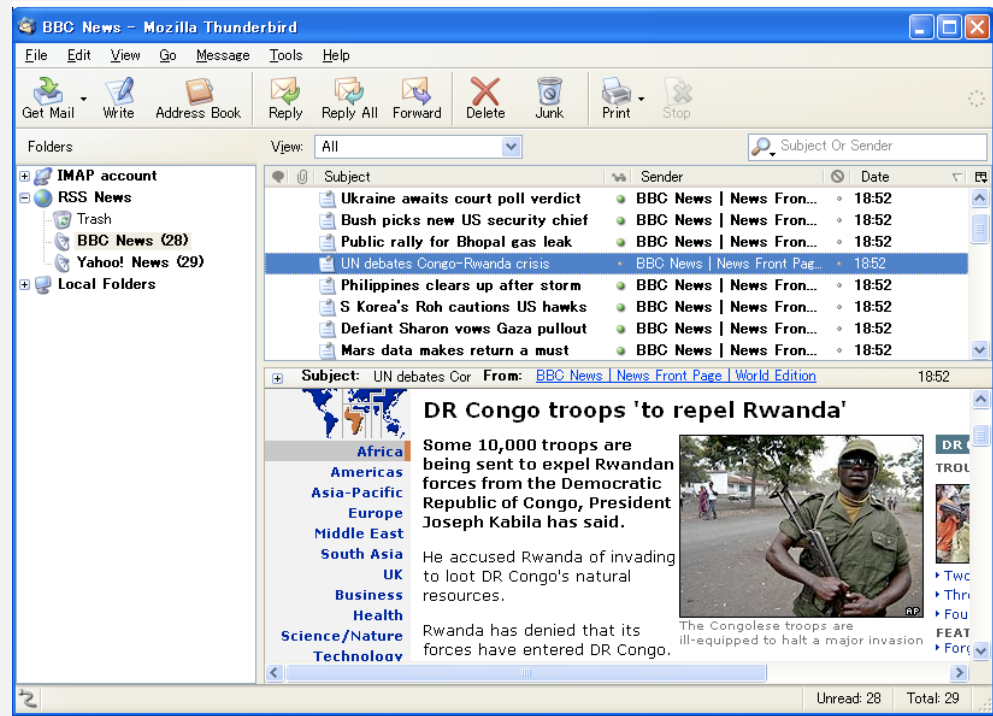 BBC News - Mozilla Thunderbird
File Edit View Go Message Tools Help
Get Mail Write Address Book Reply Reply All Forward Delete Junk Print Stop
Folders
View: All
Subject Or Sender
IMAP account
RSS News
Trash
BBC News (28)
Yahoo! News (29)
Local Folders
Subject Sender Date
Ukraine awaits court poll verdict BBC News | News Fron... 18:52
Bush picks new US security chief BBC News | News Fron... 18:52
Public rally for Bhopal gas leak BBC News | News Fron... 18:52
UN debates Congo-Rwanda crisis BBC News | News Front Pag... 18:52
Philippines clears up after storm BBC News | News Fron... 18:52
S Korea's Roh cautions US hawks BBC News | News Fron... 18:52
Defiant Sharon vows Gaza pullout BBC News | News Fron... 18:52
Mars data makes return a must BBC News | News Fron... 18:52
Subject: UN debates Cor From: BBC News | News Front Page | World Edition 18:52
Africa
Americas
Asia-Pacific
Europe
Middle East
South Asia
UK
Business
Health
Science/Nature
Technology
DR Congo troops 'to repel Rwanda'
Some 10,000 troops are
being sent to expel Rwandan
forces from the Democratic
Republic of Congo, President
Joseph Kabila has said.
He accused Rwanda of invading
to loot DR Congo's natural
resources.
Rwanda has denied that its
forces have entered DR Congo.
AP
The Congolese troops are
ill-equipped to halt a major invasion
DR
TROU
Two
Thr
Fou
FEAT
Forg
Unread: 28 Total: 29